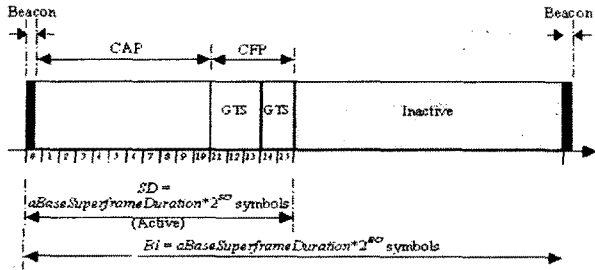 Beacon
Beacon
CAP
CFP
GTS
GTS
Inactive
0 1 2 3 4 5 6 7 8 9 10 11 12 13 14 15
SD =
aBaseSuperframeDuration*2^SO symbols
(Active)
BI = aBaseSuperframeDuration*2^BO symbols